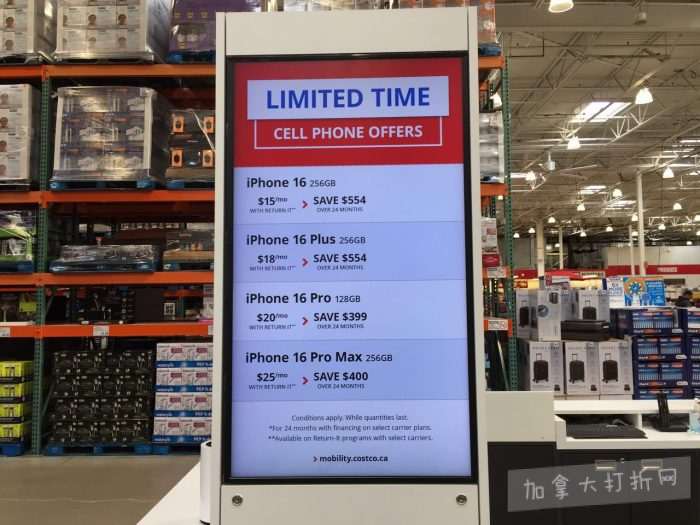 LIMITED TIME
CELL PHONE OFFERS
iPhone 16 256GB
$15/mo > SAVE $554
WITH RETURN IT** OVER 24 MONTHS
iPhone 16 Plus 256GB
$18/mo > SAVE $554
WITH RETURN IT** OVER 24 MONTHS
iPhone 16 Pro 128GB
$20/mo > SAVE $399
WITH RETURN IT** OVER 24 MONTHS
iPhone 16 Pro Max 256GB
$25/mo > SAVE $400
WITH RETURN IT** OVER 24 MONTHS
Conditions apply. While quantities last.
*For 24 months with financing on select carrier plans.
**Available on Return-It programs with select carriers.
> mobility.costco.ca
加拿大打折网